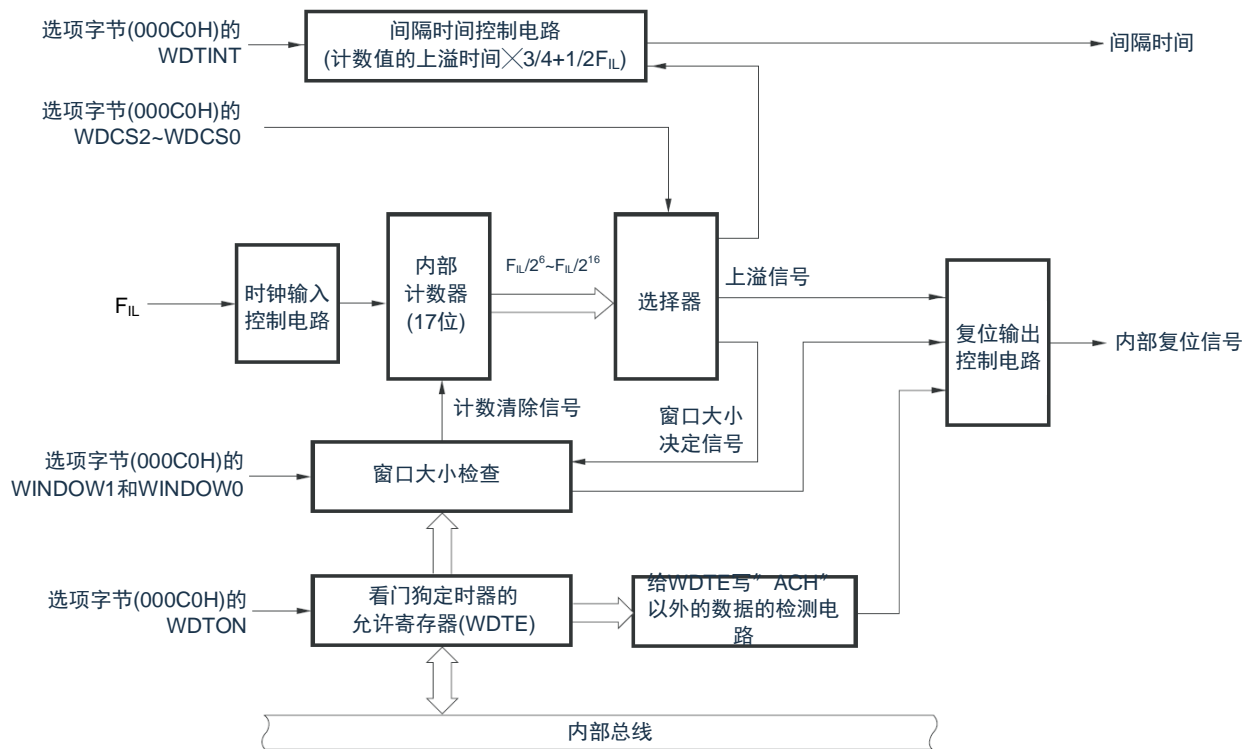 选项字节(000C0H)的
WDTINT
间隔时间控制电路
(计数值的上溢时间╳3/4+1/2FIL)
间隔时间
选项字节(000C0H)的
WDCS2~WDCS0
FIL
时钟输入
控制电路
内部
计数器
(17位)
FIL/2⁶~FIL/2¹⁶
选择器
上溢信号
复位输出
控制电路
内部复位信号
计数清除信号
窗口大小
决定信号
选项字节(000C0H)的
WINDOW1和WINDOW0
窗口大小检查
选项字节(000C0H)的
WDTON
看门狗定时器的
允许寄存器(WDTE)
给WDTE写〞ACH〞
以外的数据的检测电
路
内部总线